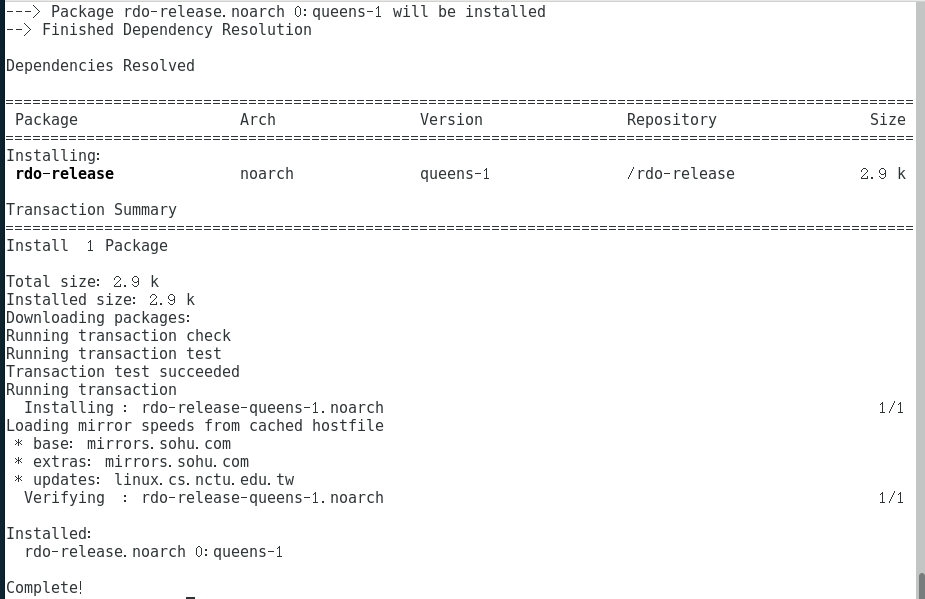 ---> Package rdo-release.noarch 0:queens-1 will be installed
--> Finished Dependency Resolution
Dependencies Resolved
================================================================================
Package Arch Version Repository Size
================================================================================
Installing:
rdo-release noarch queens-1 /rdo-release 2.9 k
Transaction Summary
================================================================================
Install 1 Package
Total size: 2.9 k
Installed size: 2.9 k
Downloading packages:
Running transaction check
Running transaction test
Transaction test succeeded
Running transaction
Installing : rdo-release-queens-1.noarch 1/1
Loading mirror speeds from cached hostfile
* base: mirrors.sohu.com
* extras: mirrors.sohu.com
* updates: linux.cs.nctu.edu.tw
Verifying : rdo-release-queens-1.noarch 1/1
Installed:
rdo-release.noarch 0:queens-1
Complete!